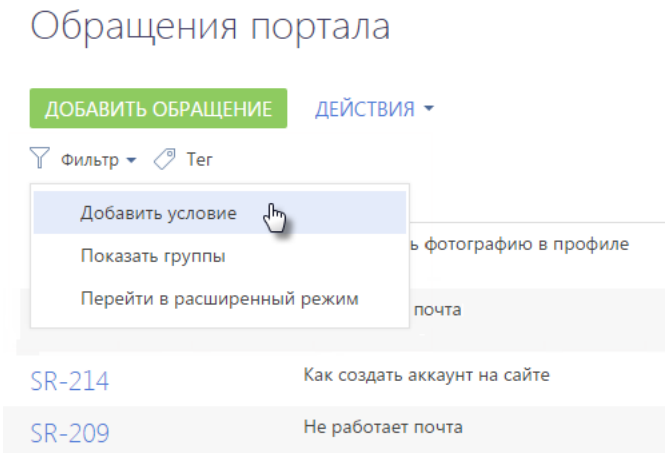 Обращения портала
ДОБАВИТЬ ОБРАЩЕНИЕ ДЕЙСТВИЯ
Фильтр Тег
Добавить условие
фотографию в профиле
Показать группы
Перейти в расширенный режим
почта
SR-214 Как создать аккаунт на сайте
SR-209 Не работает почта